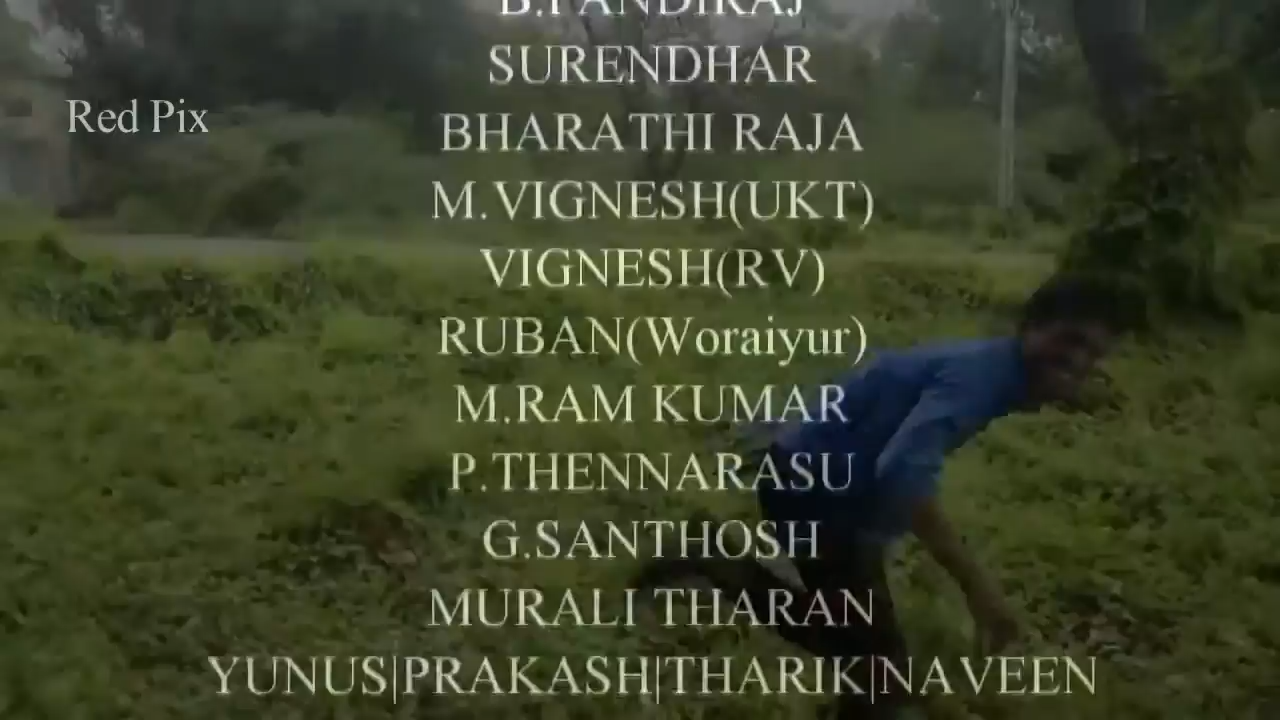 B.PANDIRAJ
SURENDHAR
Red Pix
BHARATHI RAJA
M.VIGNESH(UKT)
VIGNESH(RV)
RUBAN(Woraiyur)
M.RAM KUMAR
P.THENNARASU
G.SANTHOSH
MURALI THARAN
YUNUS|PRAKASH|THARIK|NAVEEN